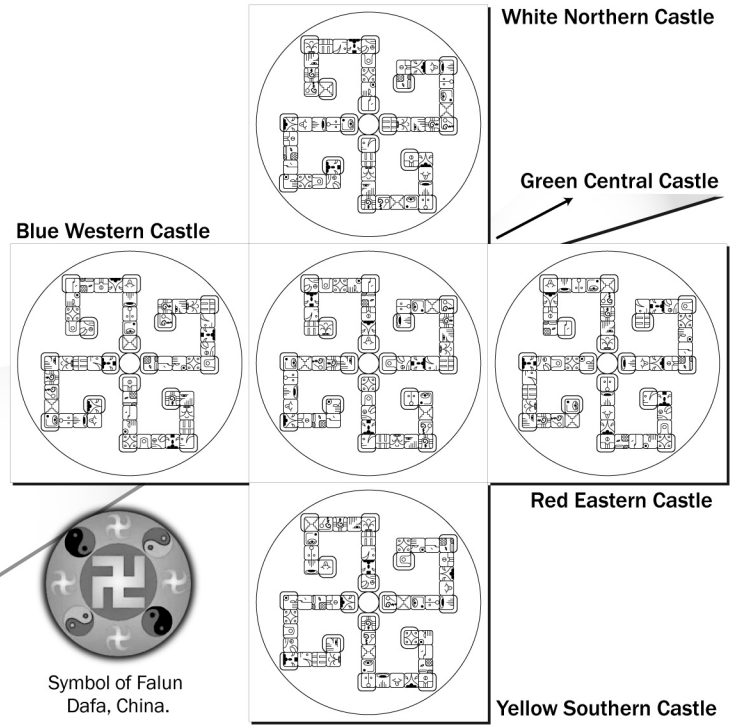 White Northern Castle
Green Central Castle
Blue Western Castle
Red Eastern Castle
Symbol of Falun
Dafa, China.
Yellow Southern Castle